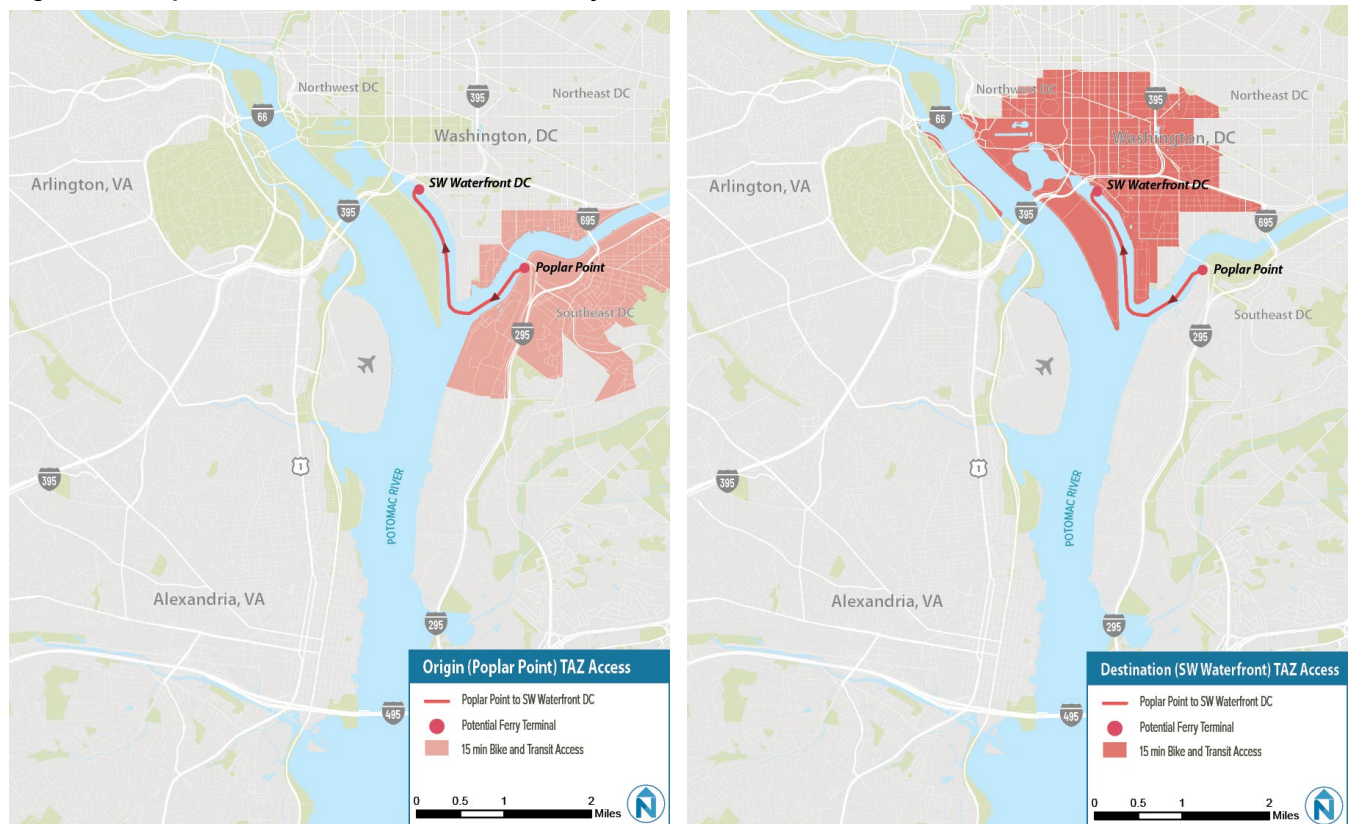 Northwest DC
395
Northeast DC
66
Washington, DC
Arlington, VA
SW Waterfront DC
395
695
Poplar Point
Southeast DC
295
1
395
POTOMAC RIVER
Alexandria, VA
295
495
Origin (Poplar Point) TAZ Access
Poplar Point to SW Waterfront DC
Potential Ferry Terminal
15 min Bike and Transit Access
0 0.5 1 2
Miles
N
Northwest DC
395
Northeast DC
66
Washington, DC
Arlington, VA
SW Waterfront DC
395
695
Poplar Point
Southeast DC
295
1
395
POTOMAC RIVER
Alexandria, VA
295
495
Destination (SW Waterfront) TAZ Access
Poplar Point to SW Waterfront DC
Potential Ferry Terminal
15 min Bike and Transit Access
0 0.5 1 2
Miles
N